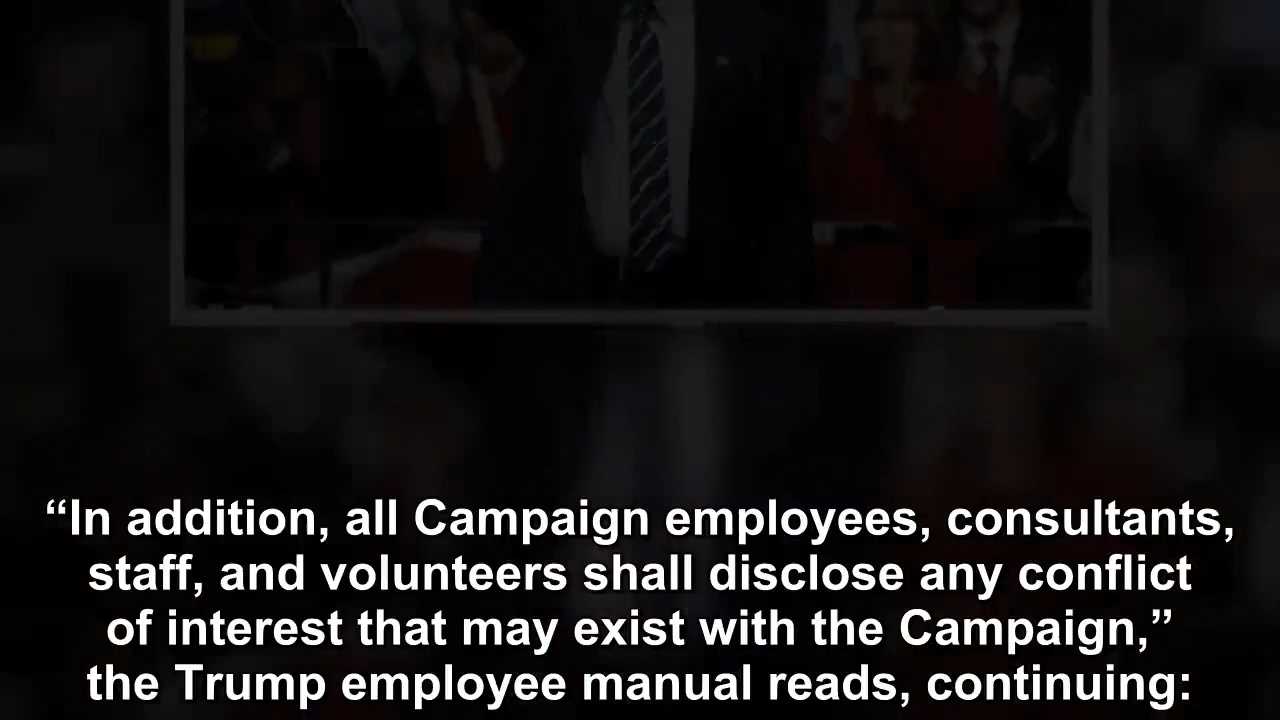 “In addition, all Campaign employees, consultants,
staff, and volunteers shall disclose any conflict
of interest that may exist with the Campaign,”
the Trump employee manual reads, continuing: